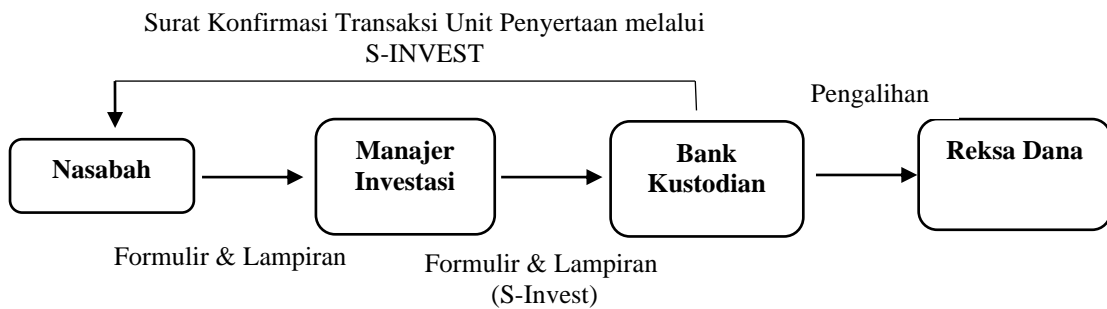 Surat Konfirmasi Transaksi Unit Penyertaan melalui
S-INVEST
Pengalihan
Nasabah
Manajer
Investasi
Bank
Kustodian
Reksa Dana
Formulir & Lampiran
Formulir & Lampiran
(S-Invest)